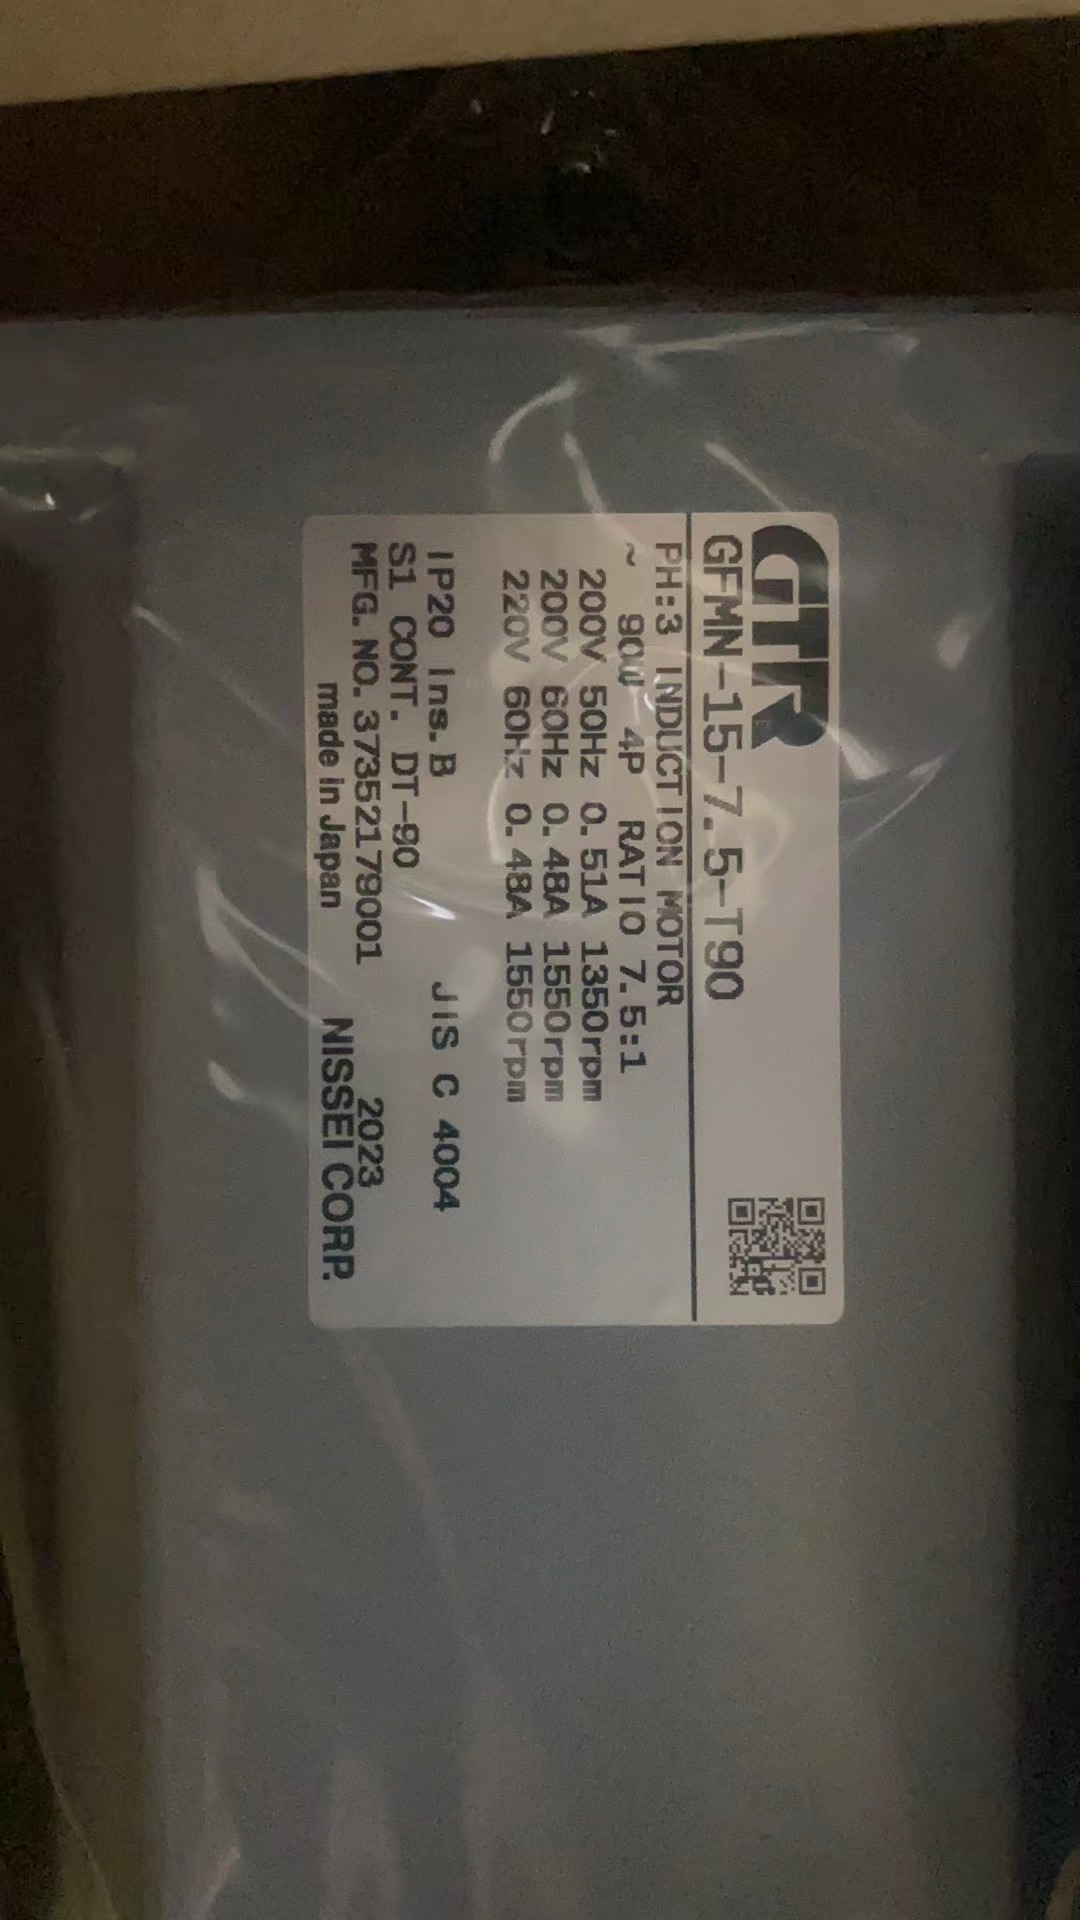 GTR
GFMN-15-7.5-T90
PH:3 INDUCTION MOTOR
~ 90W 4P RATIO 7.5:1
200V 50Hz 0.51A 1350rpm
200V 60Hz 0.48A 1550rpm
220V 60Hz 0.48A 1550rpm
IP20 Ins.B JIS C 4004
S1 CONT. DT-90
MFG. NO. 37352179001 2023
made in Japan NISSEI CORP.